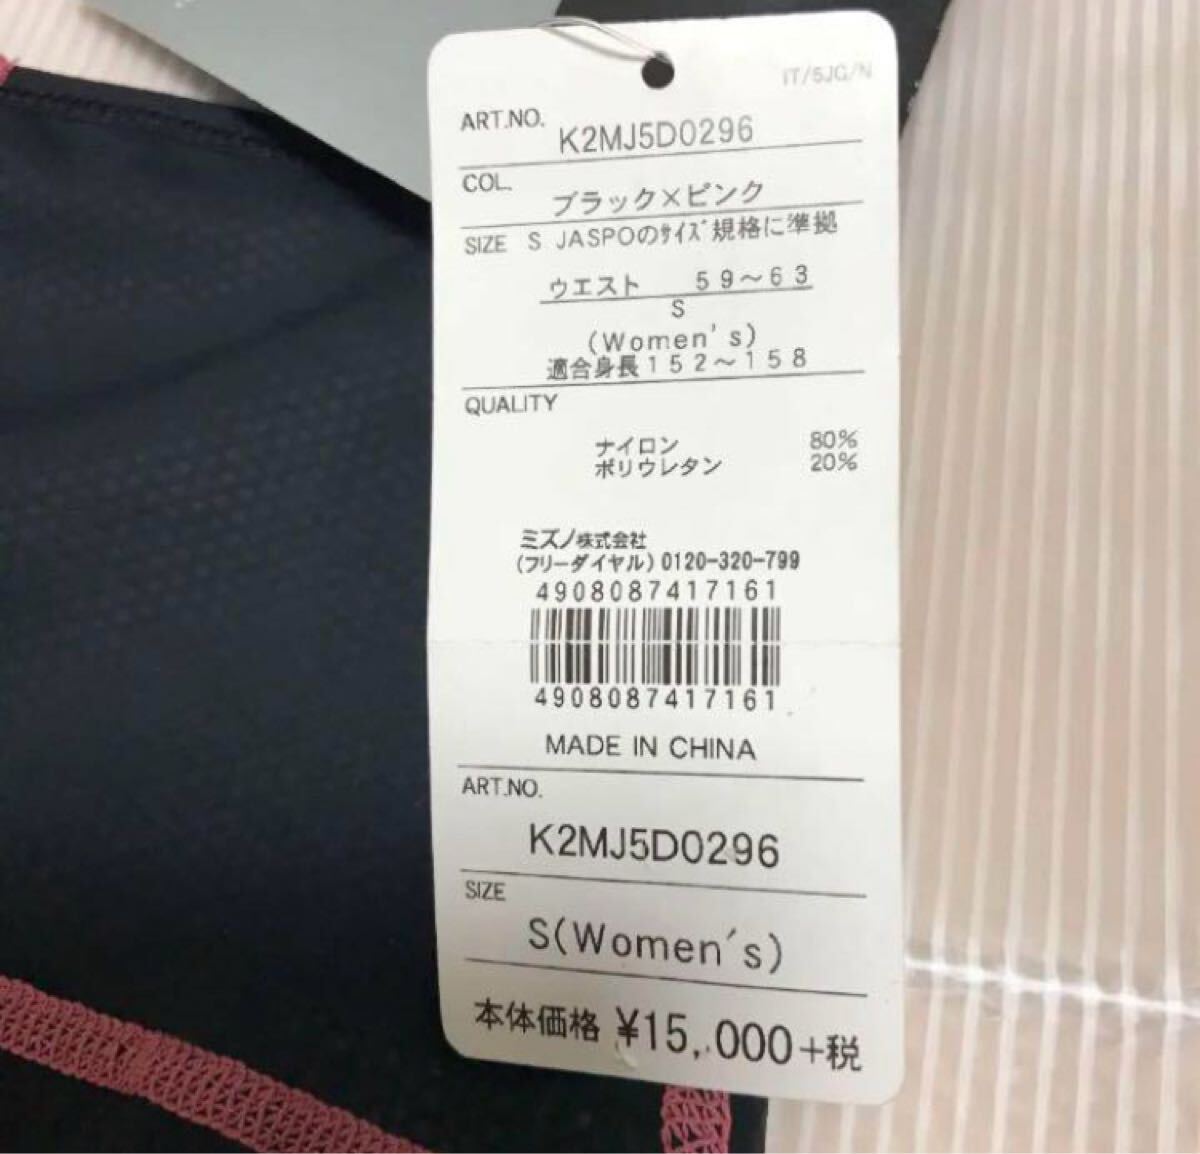 IT/5JG/N
ART.NO. K2MJ5D0296
COL. ブラック×ピンク
SIZE S JASPOのｻｲｽﾞ規格に準拠
ウエスト 59～63
S
(Women's)
適合身長152～158
QUALITY
ナイロン 80%
ポリウレタン 20%
ミズノ株式会社
(フリーダイヤル) 0120-320-799
4908087417161
4908087417161
MADE IN CHINA
ART.NO.
K2MJ5D0296
SIZE
S(Women's)
本体価格 ¥15,000+税